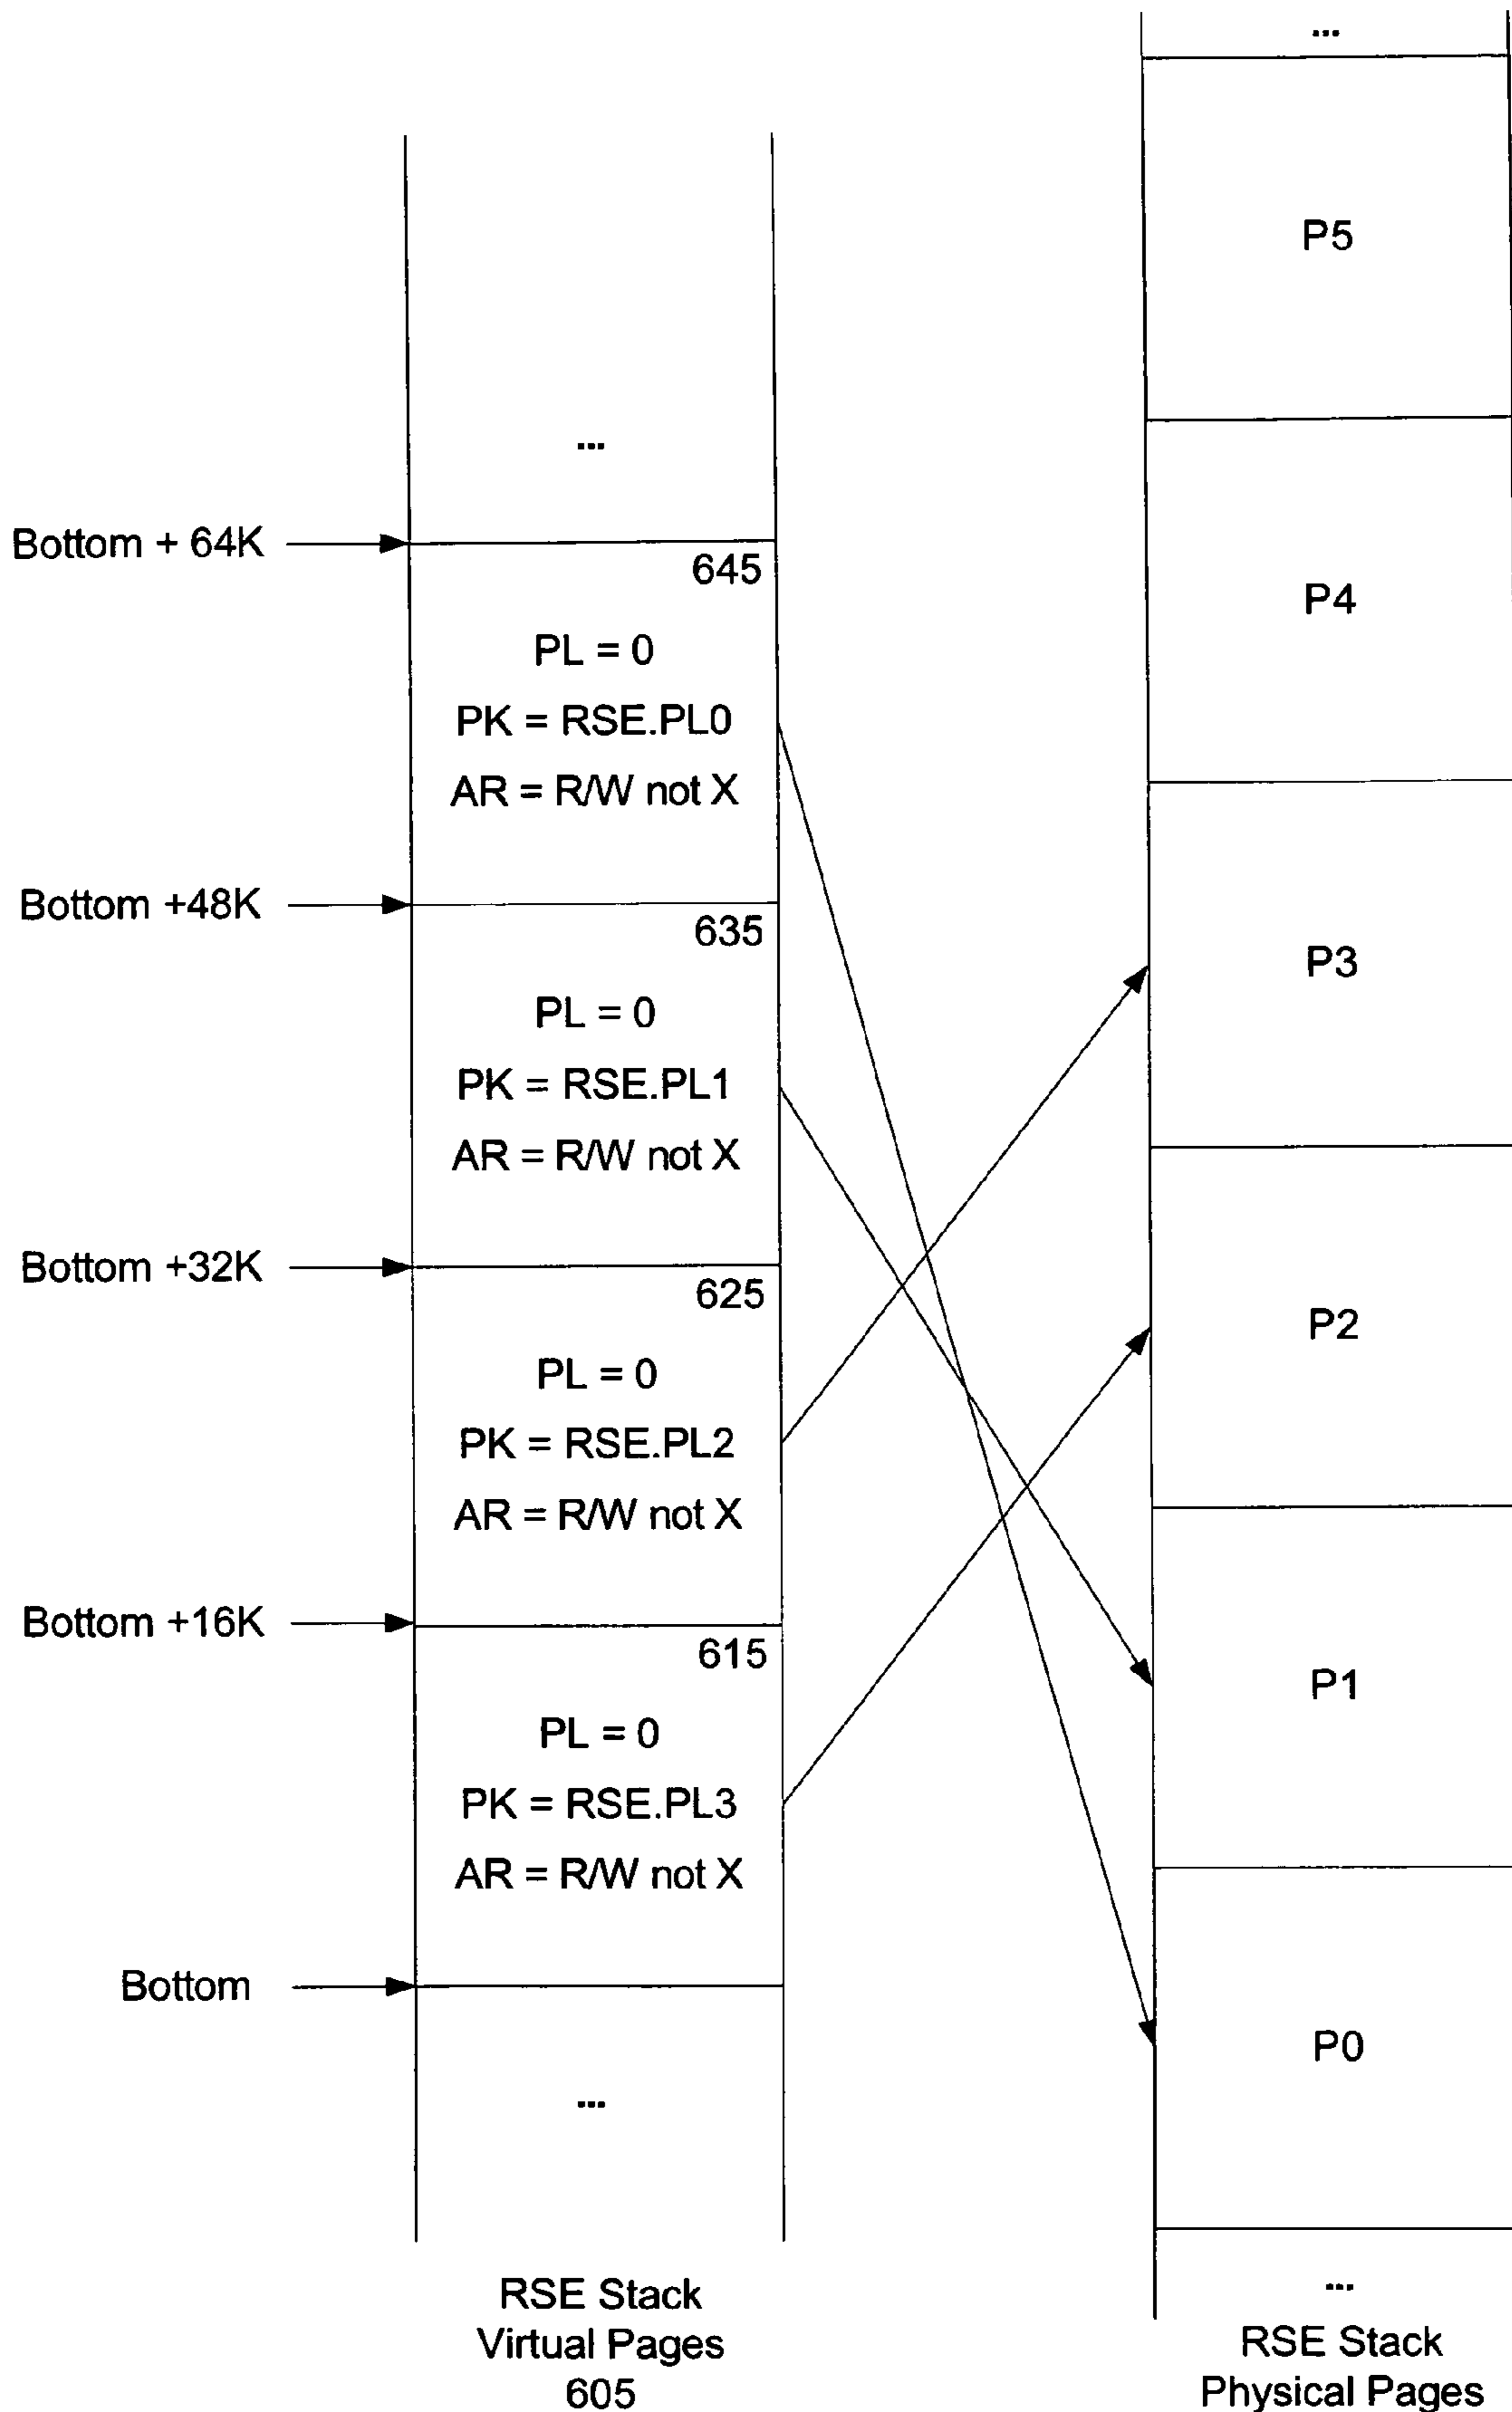 ...
P5
...
Bottom + 64K
645
P4
PL = 0
PK = RSE.PL0
AR = R/W not X
Bottom +48K
635
P3
PL = 0
PK = RSE.PL1
AR = R/W not X
Bottom +32K
625
P2
PL = 0
PK = RSE.PL2
AR = R/W not X
Bottom +16K
615
P1
PL = 0
PK = RSE.PL3
AR = R/W not X
Bottom
P0
...
RSE Stack
Virtual Pages
605
...
RSE Stack
Physical Pages